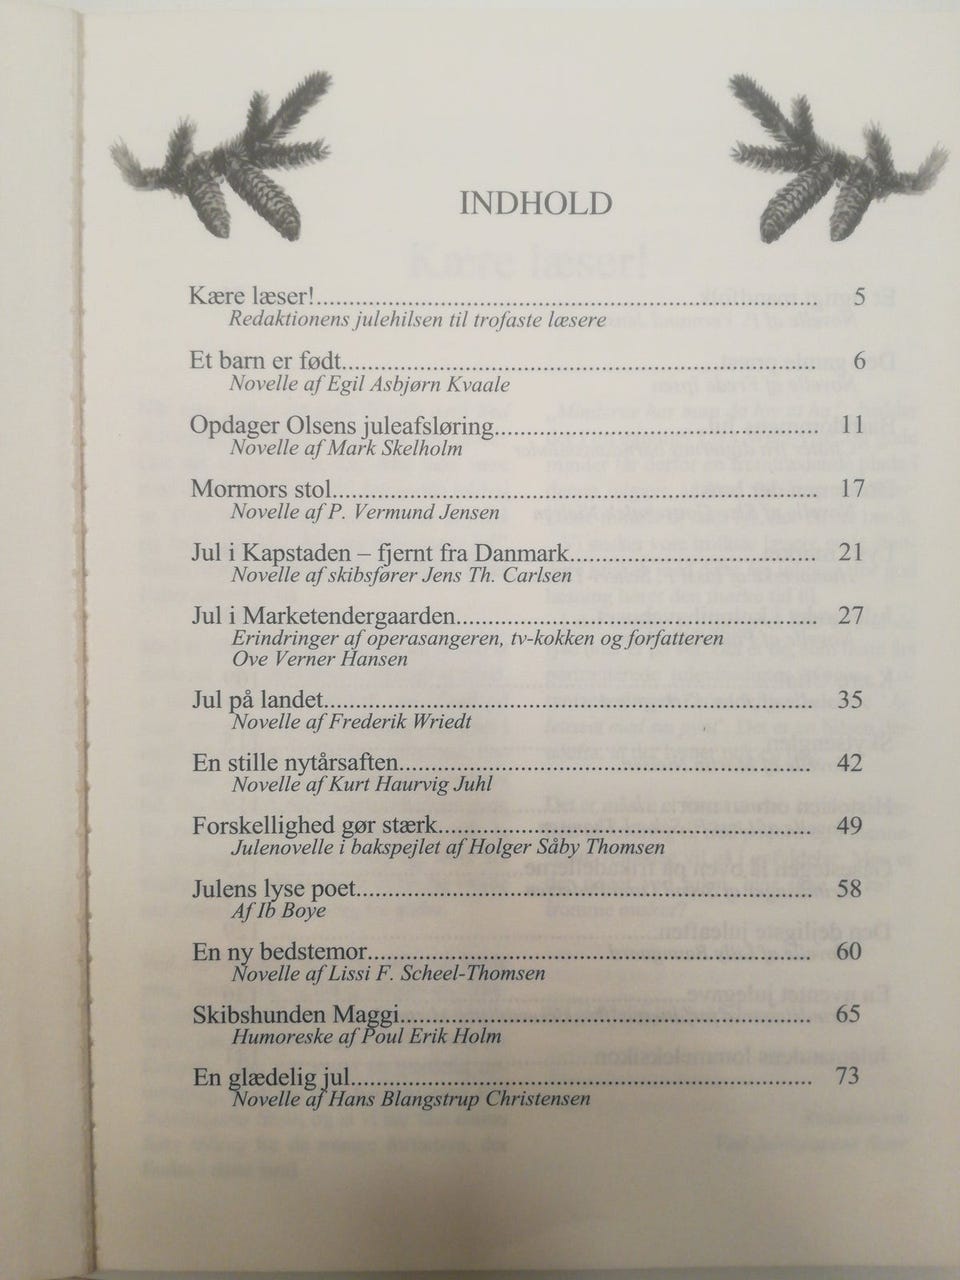 INDHOLD
Kære læser!........................................................................ 5
Redaktionens julehilsen til trofaste læsere
Et barn er født........................................................................ 6
Novelle af Egil Asbjørn Kvaale
Opdager Olsens juleafsløring................................................ 11
Novelle af Mark Skelholm
Mormors stol........................................................................ 17
Novelle af P. Vermund Jensen
Jul i Kapstaden – fjernt fra Danmark..................................... 21
Novelle af skibsfører Jens Th. Carlsen
Jul i Marketendergaarden...................................................... 27
Erindringer af operasangeren, tv-kokken og forfatteren
Ove Verner Hansen
Jul på landet........................................................................ 35
Novelle af Frederik Wriedt
En stille nytårsaften.............................................................. 42
Novelle af Kurt Haurvig Juhl
Forskellighed gør stærk........................................................ 49
Julenovelle i bakspejlet af Holger Såby Thomsen
Julens lyse poet.................................................................... 58
Af Ib Boye
En ny bedstemor................................................................... 60
Novelle af Lissi F. Scheel-Thomsen
Skibshunden Maggi.............................................................. 65
Humoreske af Poul Erik Holm
En glædelig jul..................................................................... 73
Novelle af Hans Blangstrup Christensen